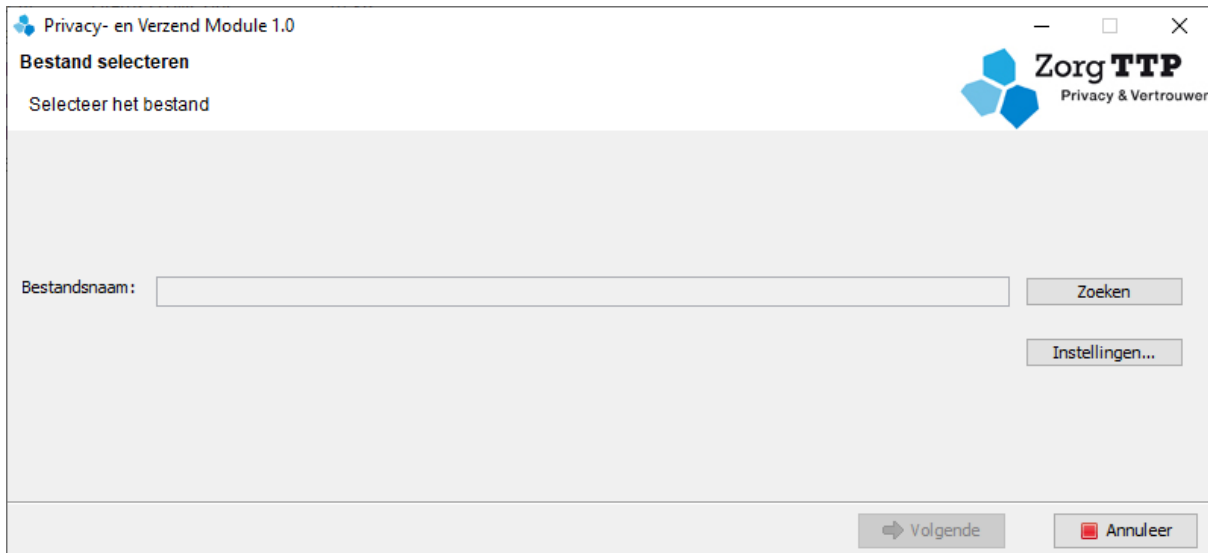 Privacy- en Verzend Module 1.0
Bestand selecteren
Selecteer het bestand
Zorg TTP
Privacy & Vertrouwen
Bestandsnaam:
Zoeken
Instellingen...
Volgende
Annuleer